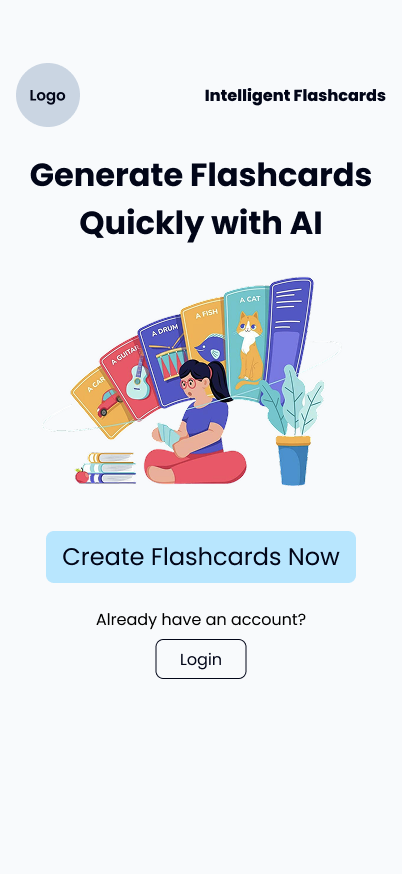 Logo
Intelligent Flashcards
Generate Flashcards
Quickly with AI
A CAR
A GUITAR
A DRUM
A FISH
A CAT
Create Flashcards Now
Already have an account?
Login